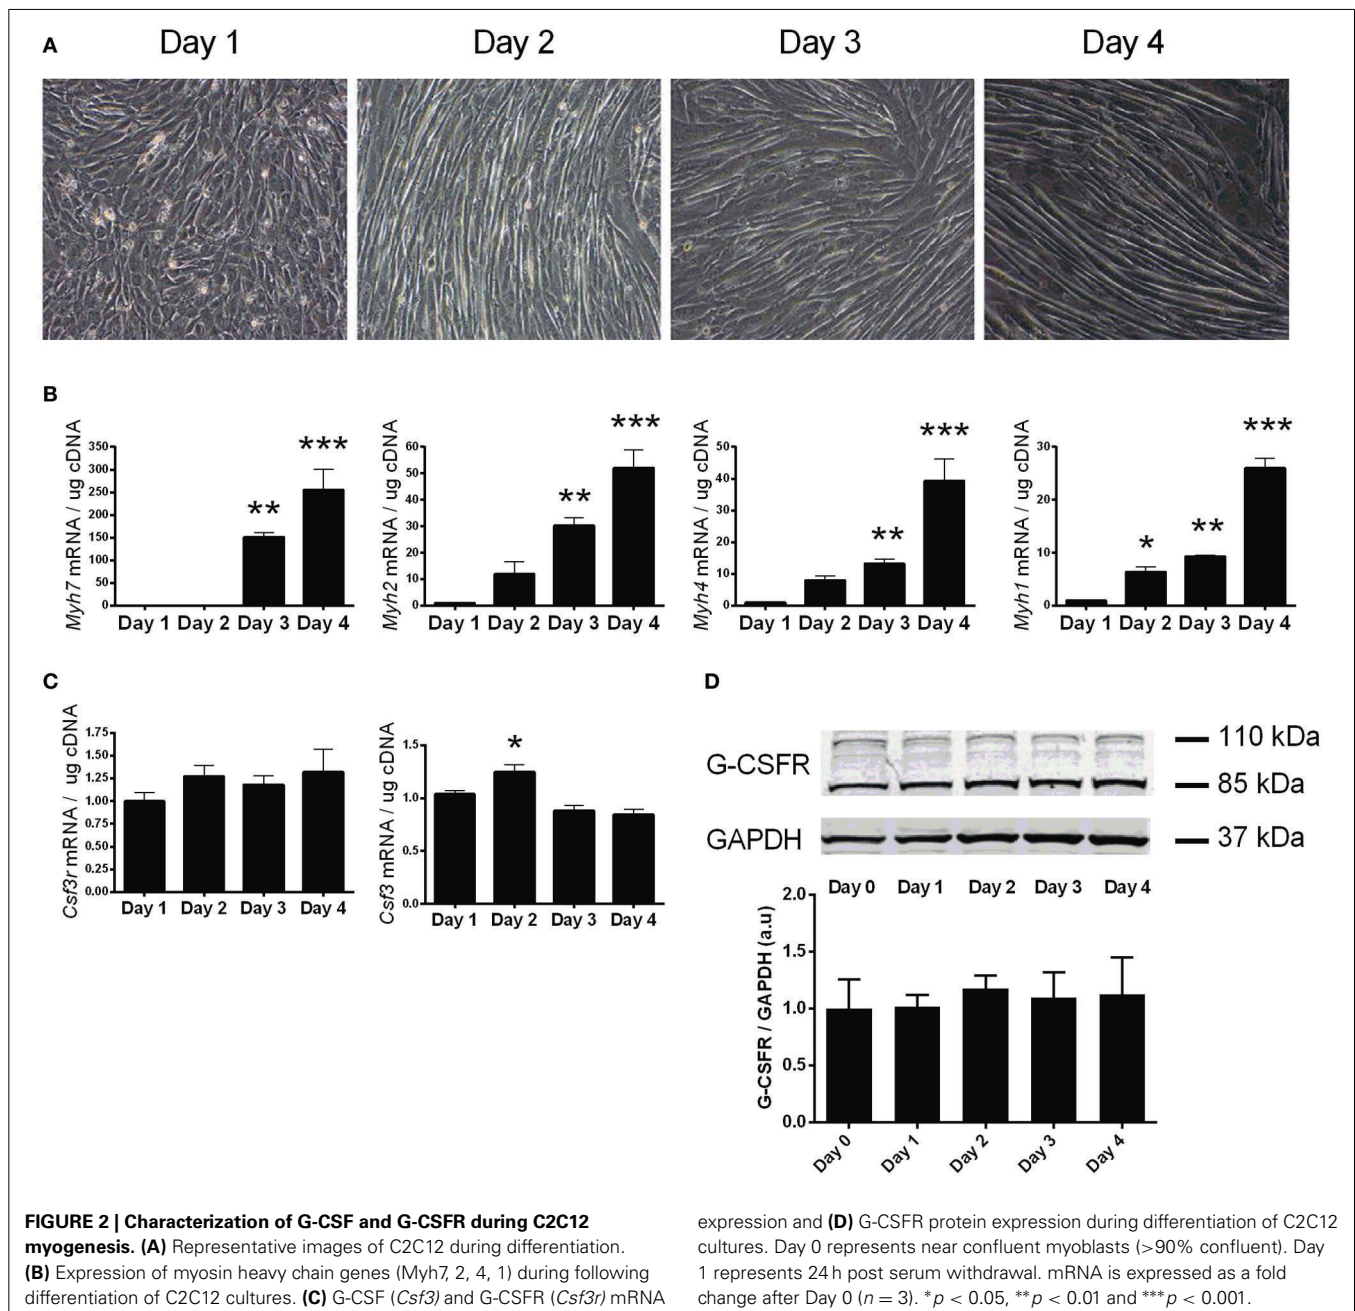 A
Day 1 Day 2 Day 3 Day 4
B
Myh7 mRNA / ug cDNA
350
300
250
200
150
100
50
0
**
***
Day 1 Day 2 Day 3 Day 4
Myh2 mRNA / ug cDNA
60
50
40
30
20
10
0
**
***
Day 1 Day 2 Day 3 Day 4
Myh4 mRNA / ug cDNA
50
40
30
20
10
0
**
***
Day 1 Day 2 Day 3 Day 4
Myh1 mRNA / ug cDNA
30
20
10
0
*
**
***
Day 1 Day 2 Day 3 Day 4
C
Csf3r mRNA / ug cDNA
1.75
1.50
1.25
1.00
0.75
0.50
0.25
0.00
Day 1 Day 2 Day 3 Day 4
Csf3 mRNA / ug cDNA
1.5
1.0
0.5
0.0
*
Day 1 Day 2 Day 3 Day 4
D
G-CSFR
110 kDa
85 kDa
GAPDH
37 kDa
Day 0 Day 1 Day 2 Day 3 Day 4
G-CSFR / GAPDH (a.u)
2.0
1.5
1.0
0.5
0.0
Day 0 Day 1 Day 2 Day 3 Day 4
FIGURE 2 | Characterization of G-CSF and G-CSFR during C2C12
myogenesis. (A) Representative images of C2C12 during differentiation.
(B) Expression of myosin heavy chain genes (Myh7, 2, 4, 1) during following
differentiation of C2C12 cultures. (C) G-CSF (Csf3) and G-CSFR (Csf3r) mRNA
expression and (D) G-CSFR protein expression during differentiation of C2C12
cultures. Day 0 represents near confluent myoblasts (>90% confluent). Day
1 represents 24 h post serum withdrawal. mRNA is expressed as a fold
change after Day 0 (n = 3). *p < 0.05, **p < 0.01 and ***p < 0.001.